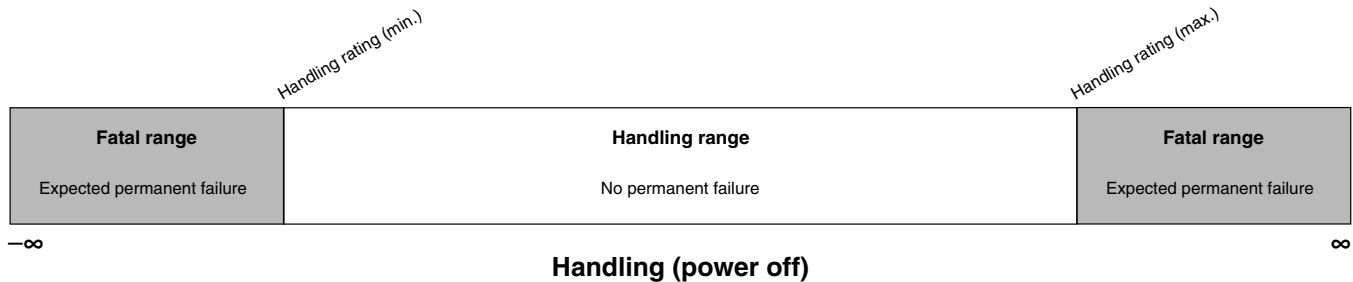 Handling rating (min.)
Handling rating (max.)
Fatal range
Handling range
Fatal range
Expected permanent failure
No permanent failure
Expected permanent failure
–∞
∞
Handling (power off)